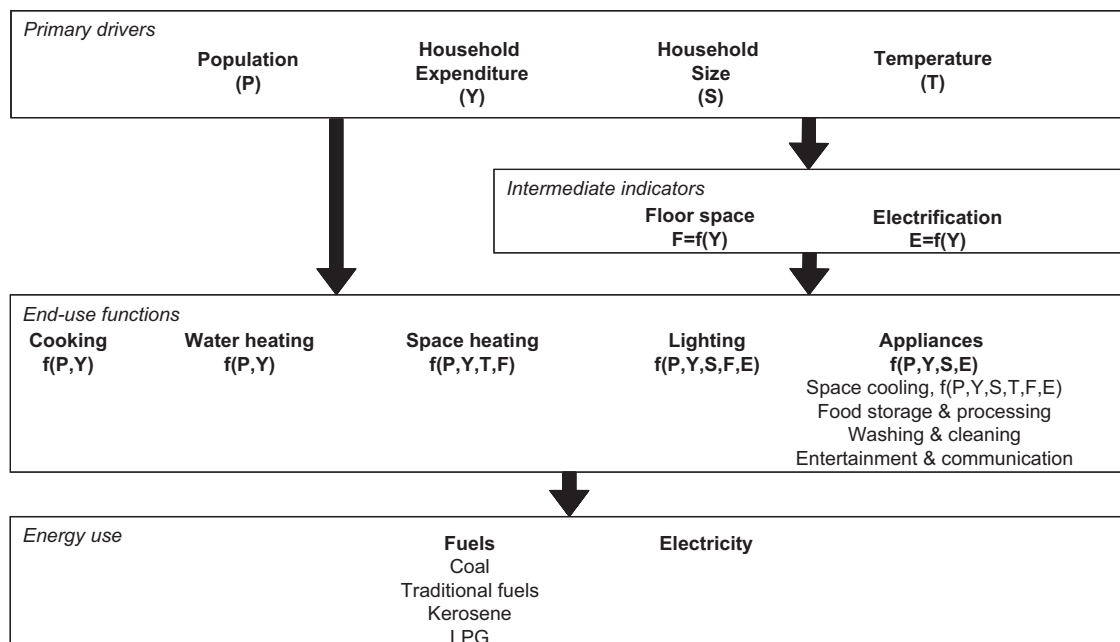 Primary drivers
Population
(P)
Household
Expenditure
(Y)
Household
Size
(S)
Temperature
(T)
Intermediate indicators
Floor space
F=f(Y)
Electrification
E=f(Y)
End-use functions
Cooking
f(P,Y)
Water heating
f(P,Y)
Space heating
f(P,Y,T,F)
Lighting
f(P,Y,S,F,E)
Appliances
f(P,Y,S,E)
Space cooling, f(P,Y,S,T,F,E)
Food storage & processing
Washing & cleaning
Entertainment & communication
Energy use
Fuels
Coal
Traditional fuels
Kerosene
LPG
Electricity